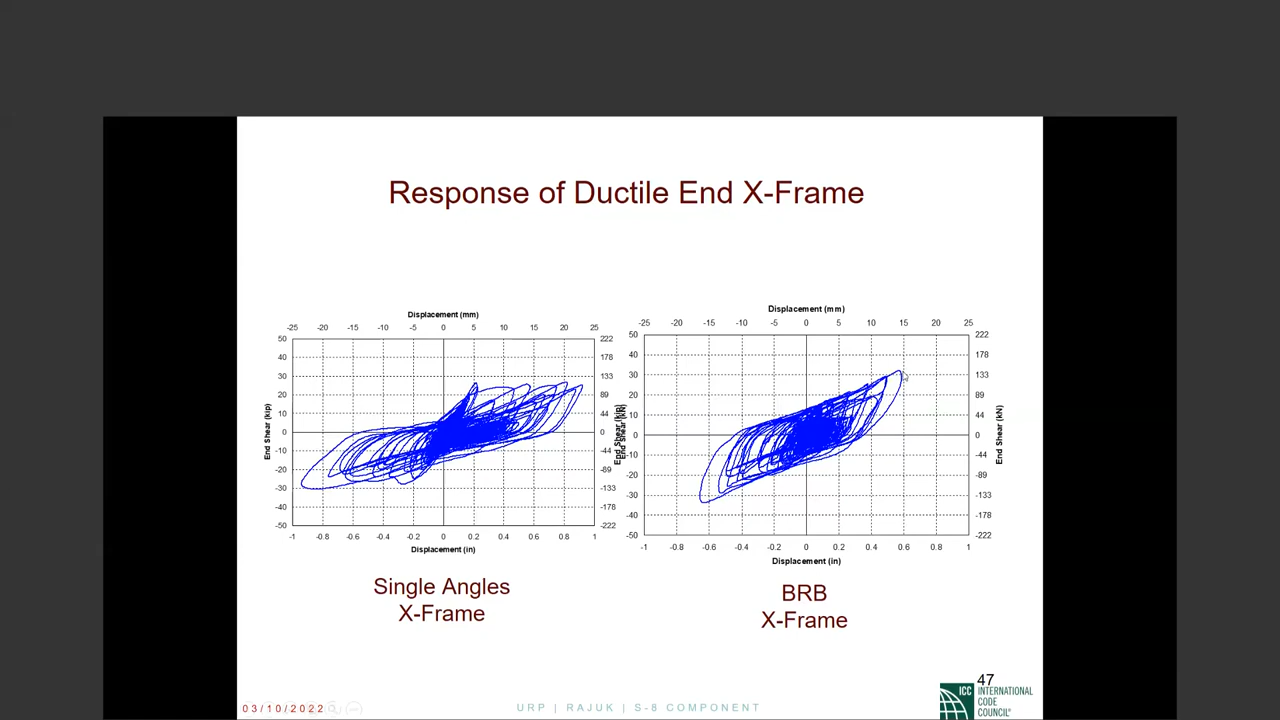 Response of Ductile End X-Frame
Displacement (mm)
-25 -20 -15 -10 -5 0 5 10 15 20 25
50 40 30 20 10 0 -10 -20 -30 -40 -50
End Shear (kip)
222 178 133 89 44 0 -44 -89 -133 -178 -222
End Shear (kN)
-1 -0.8 -0.6 -0.4 -0.2 0 0.2 0.4 0.6 0.8 1
Displacement (in)
Single Angles
X-Frame
Displacement (mm)
-25 -20 -15 -10 -5 0 5 10 15 20 25
50 40 30 20 10 0 -10 -20 -30 -40 -50
End Shear (kip)
222 178 133 89 44 0 -44 -89 -133 -178 -222
End Shear (kN)
-1 -0.8 -0.6 -0.4 -0.2 0 0.2 0.4 0.6 0.8 1
Displacement (in)
BRB
X-Frame
47
ICC INTERNATIONAL
CODE
COUNCIL®
03/10/2022
URP | RAJUK | S-8 COMPONENT